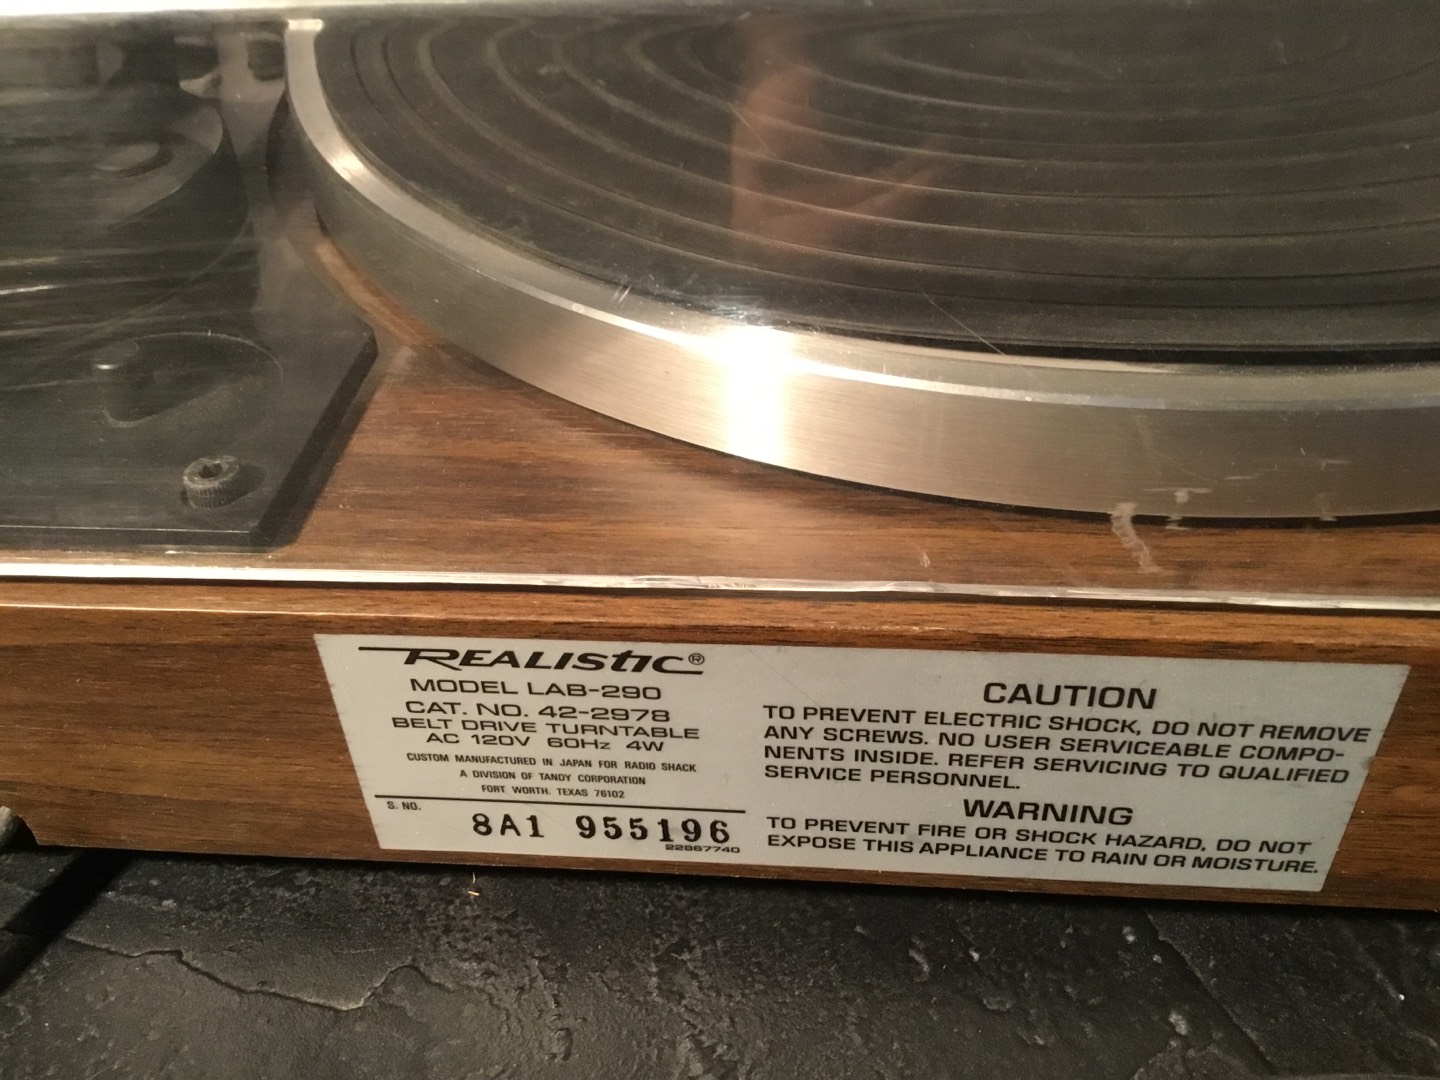 REALISTIC®
MODEL LAB-290
CAT. NO. 42-2978
BELT DRIVE TURNTABLE
AC 120V 60Hz 4W
CUSTOM MANUFACTURED IN JAPAN FOR RADIO SHACK
A DIVISION OF TANDY CORPORATION
FORT WORTH, TEXAS 76102
S. NO.
8A1 955196
22867740
CAUTION
TO PREVENT ELECTRIC SHOCK, DO NOT REMOVE
ANY SCREWS. NO USER SERVICEABLE COMPO-
NENTS INSIDE. REFER SERVICING TO QUALIFIED
SERVICE PERSONNEL.
WARNING
TO PREVENT FIRE OR SHOCK HAZARD, DO NOT
EXPOSE THIS APPLIANCE TO RAIN OR MOISTURE.